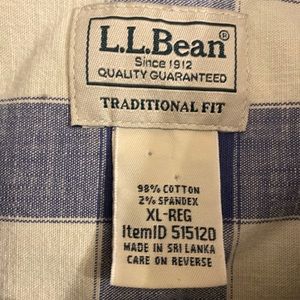 L.L.Bean®
Since 1912
QUALITY GUARANTEED
TRADITIONAL FIT
98% COTTON
2% SPANDEX
XL-REG
ItemID 515120
MADE IN SRI LANKA
CARE ON REVERSE